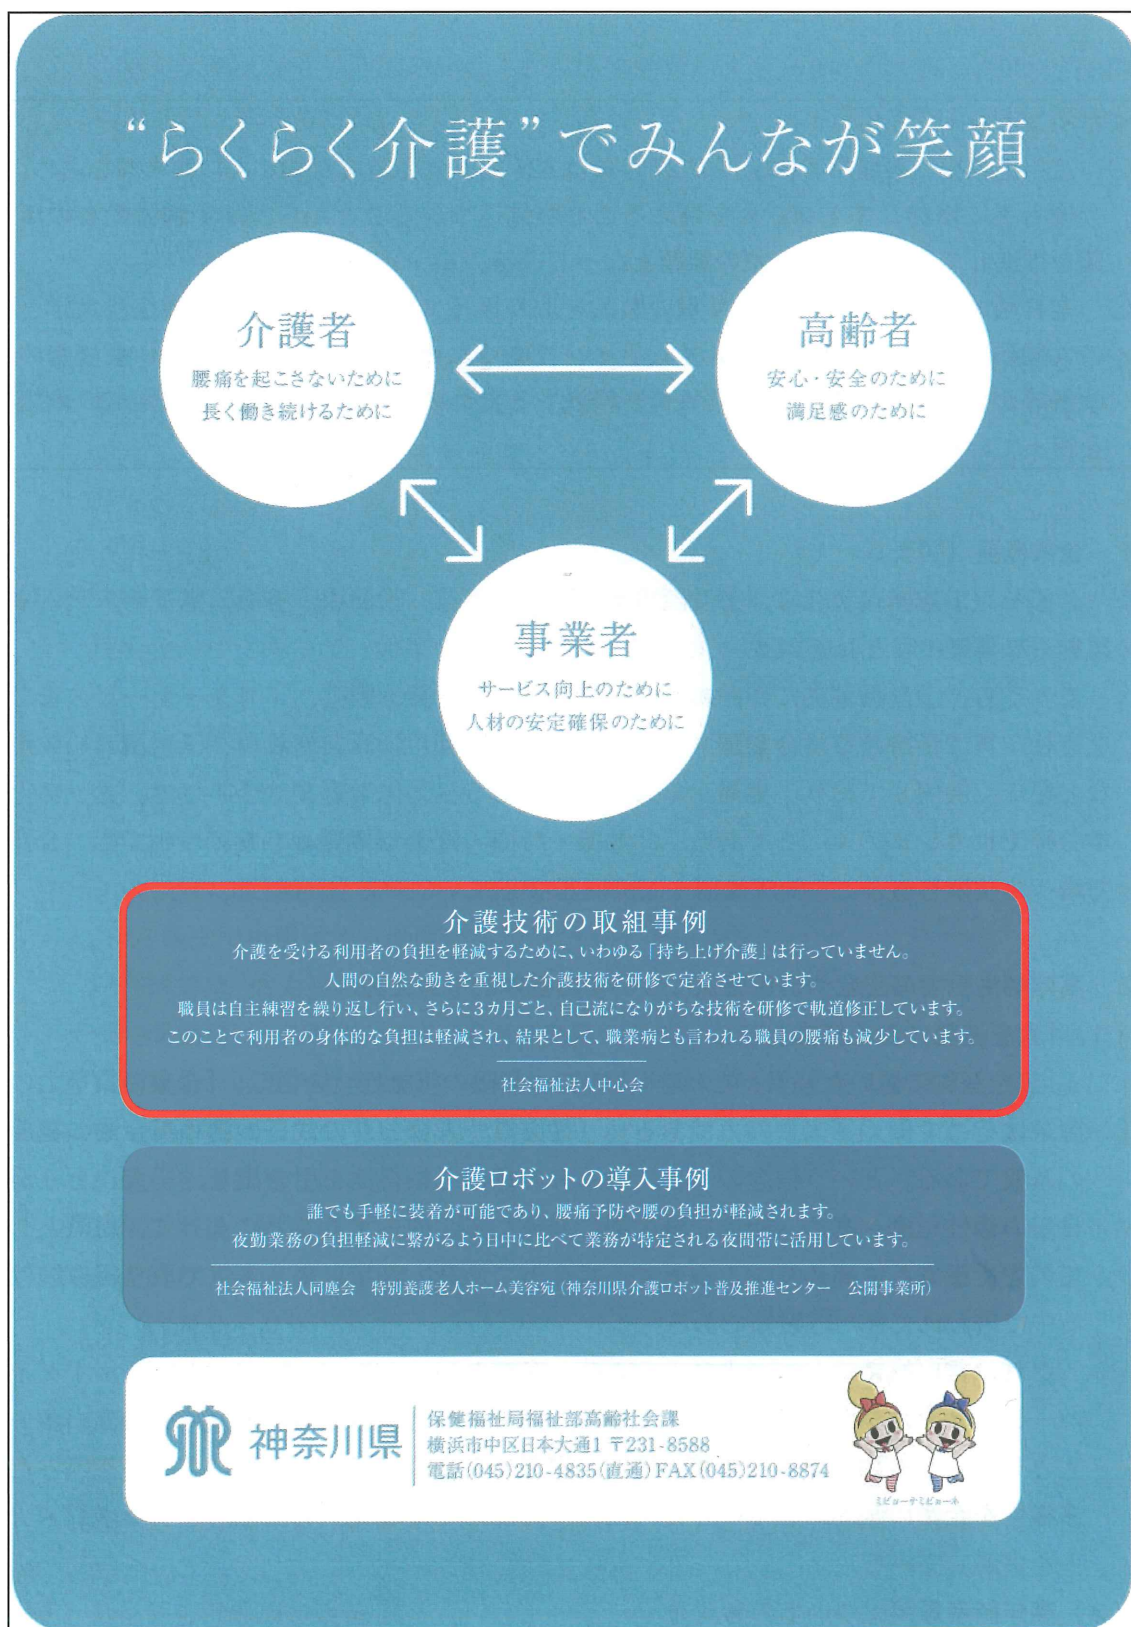 “らくらく介護”でみんなが笑顔
介護者
腰痛を起こさないために
長く働き続けるために
高齢者
安心・安全のために
満足感のために
事業者
サービス向上のために
人材の安定確保のために
介護技術の取組事例
介護を受ける利用者の負担を軽減するために、いわゆる「持ち上げ介護」は行っていません。
人間の自然な動きを重視した介護技術を研修で定着させています。
職員は自主練習を繰り返し行い、さらに3カ月ごと、自己流になりがちな技術を研修で軌道修正しています。
このことで利用者の身体的な負担は軽減され、結果として、職業病とも言われる職員の腰痛も減少しています。
社会福祉法人中心会
介護ロボットの導入事例
誰でも手軽に装着が可能であり、腰痛予防や腰の負担が軽減されます。
夜勤業務の負担軽減に繋がるよう日中に比べて業務が特定される夜間帯に活用しています。
社会福祉法人同塵会　特別養護老人ホーム美容宛（神奈川県介護ロボット普及推進センター　公開事業所）
神奈川県
保健福祉局福祉部高齢社会課
横浜市中区日本大通1 〒231-8588
電話(045)210-4835(直通) FAX(045)210-8874
ミビョーナミビョーネ